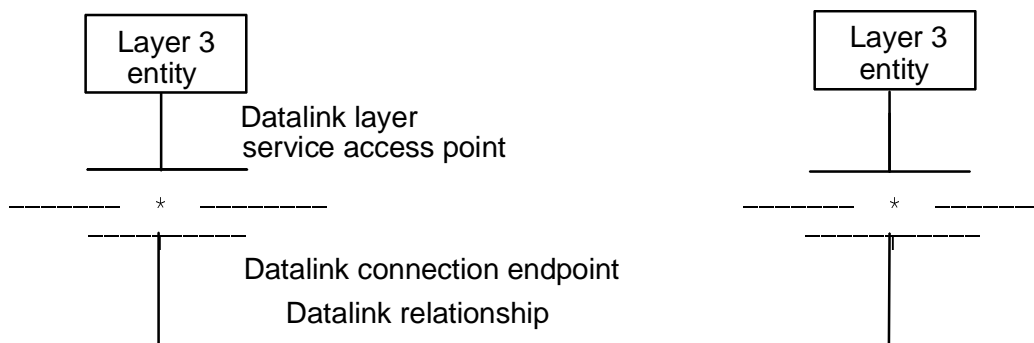 Layer 3
entity
Layer 3
entity
Datalink layer
service access point
*
*
Datalink connection endpoint
Datalink relationship